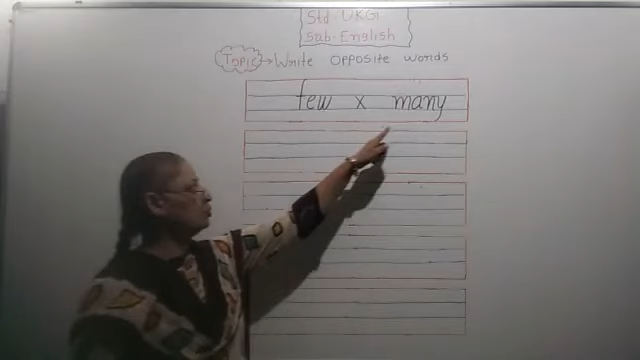 Std - UKG
Sub - English
Topic → Write opposite words
few x many